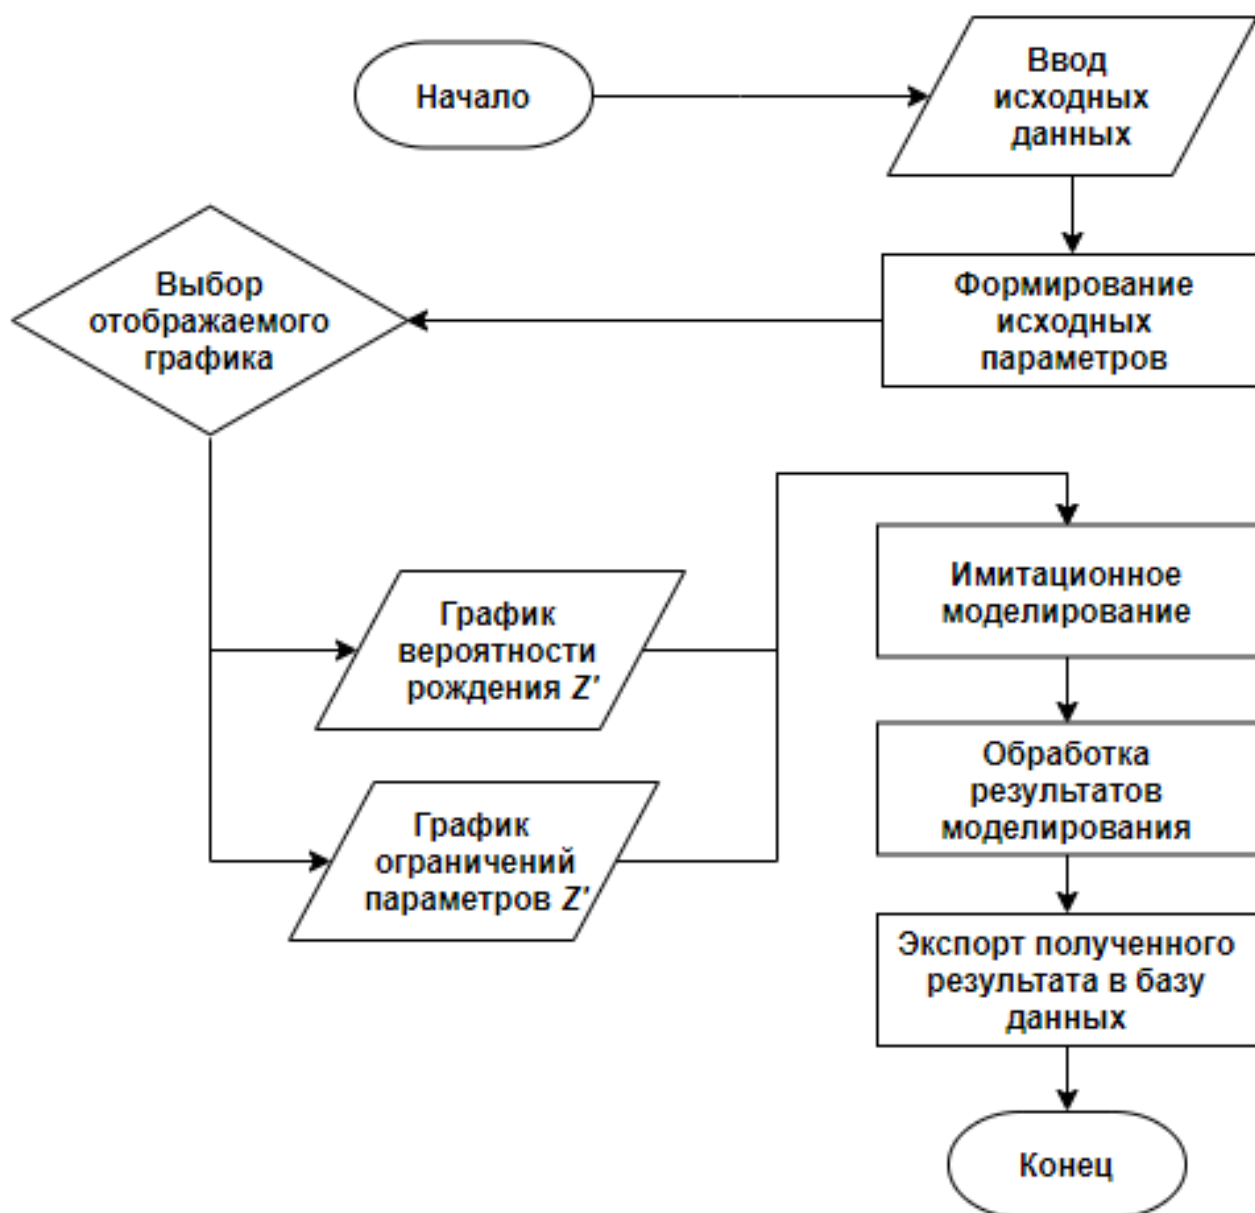 Начало
Ввод
исходных
данных
Формирование
исходных
параметров
Выбор
отображаемого
графика
График
вероятности
рождения Z'
График
ограничений
параметров Z'
Имитационное
моделирование
Обработка
результатов
моделирования
Экспорт полученного
результата в базу
данных
Конец